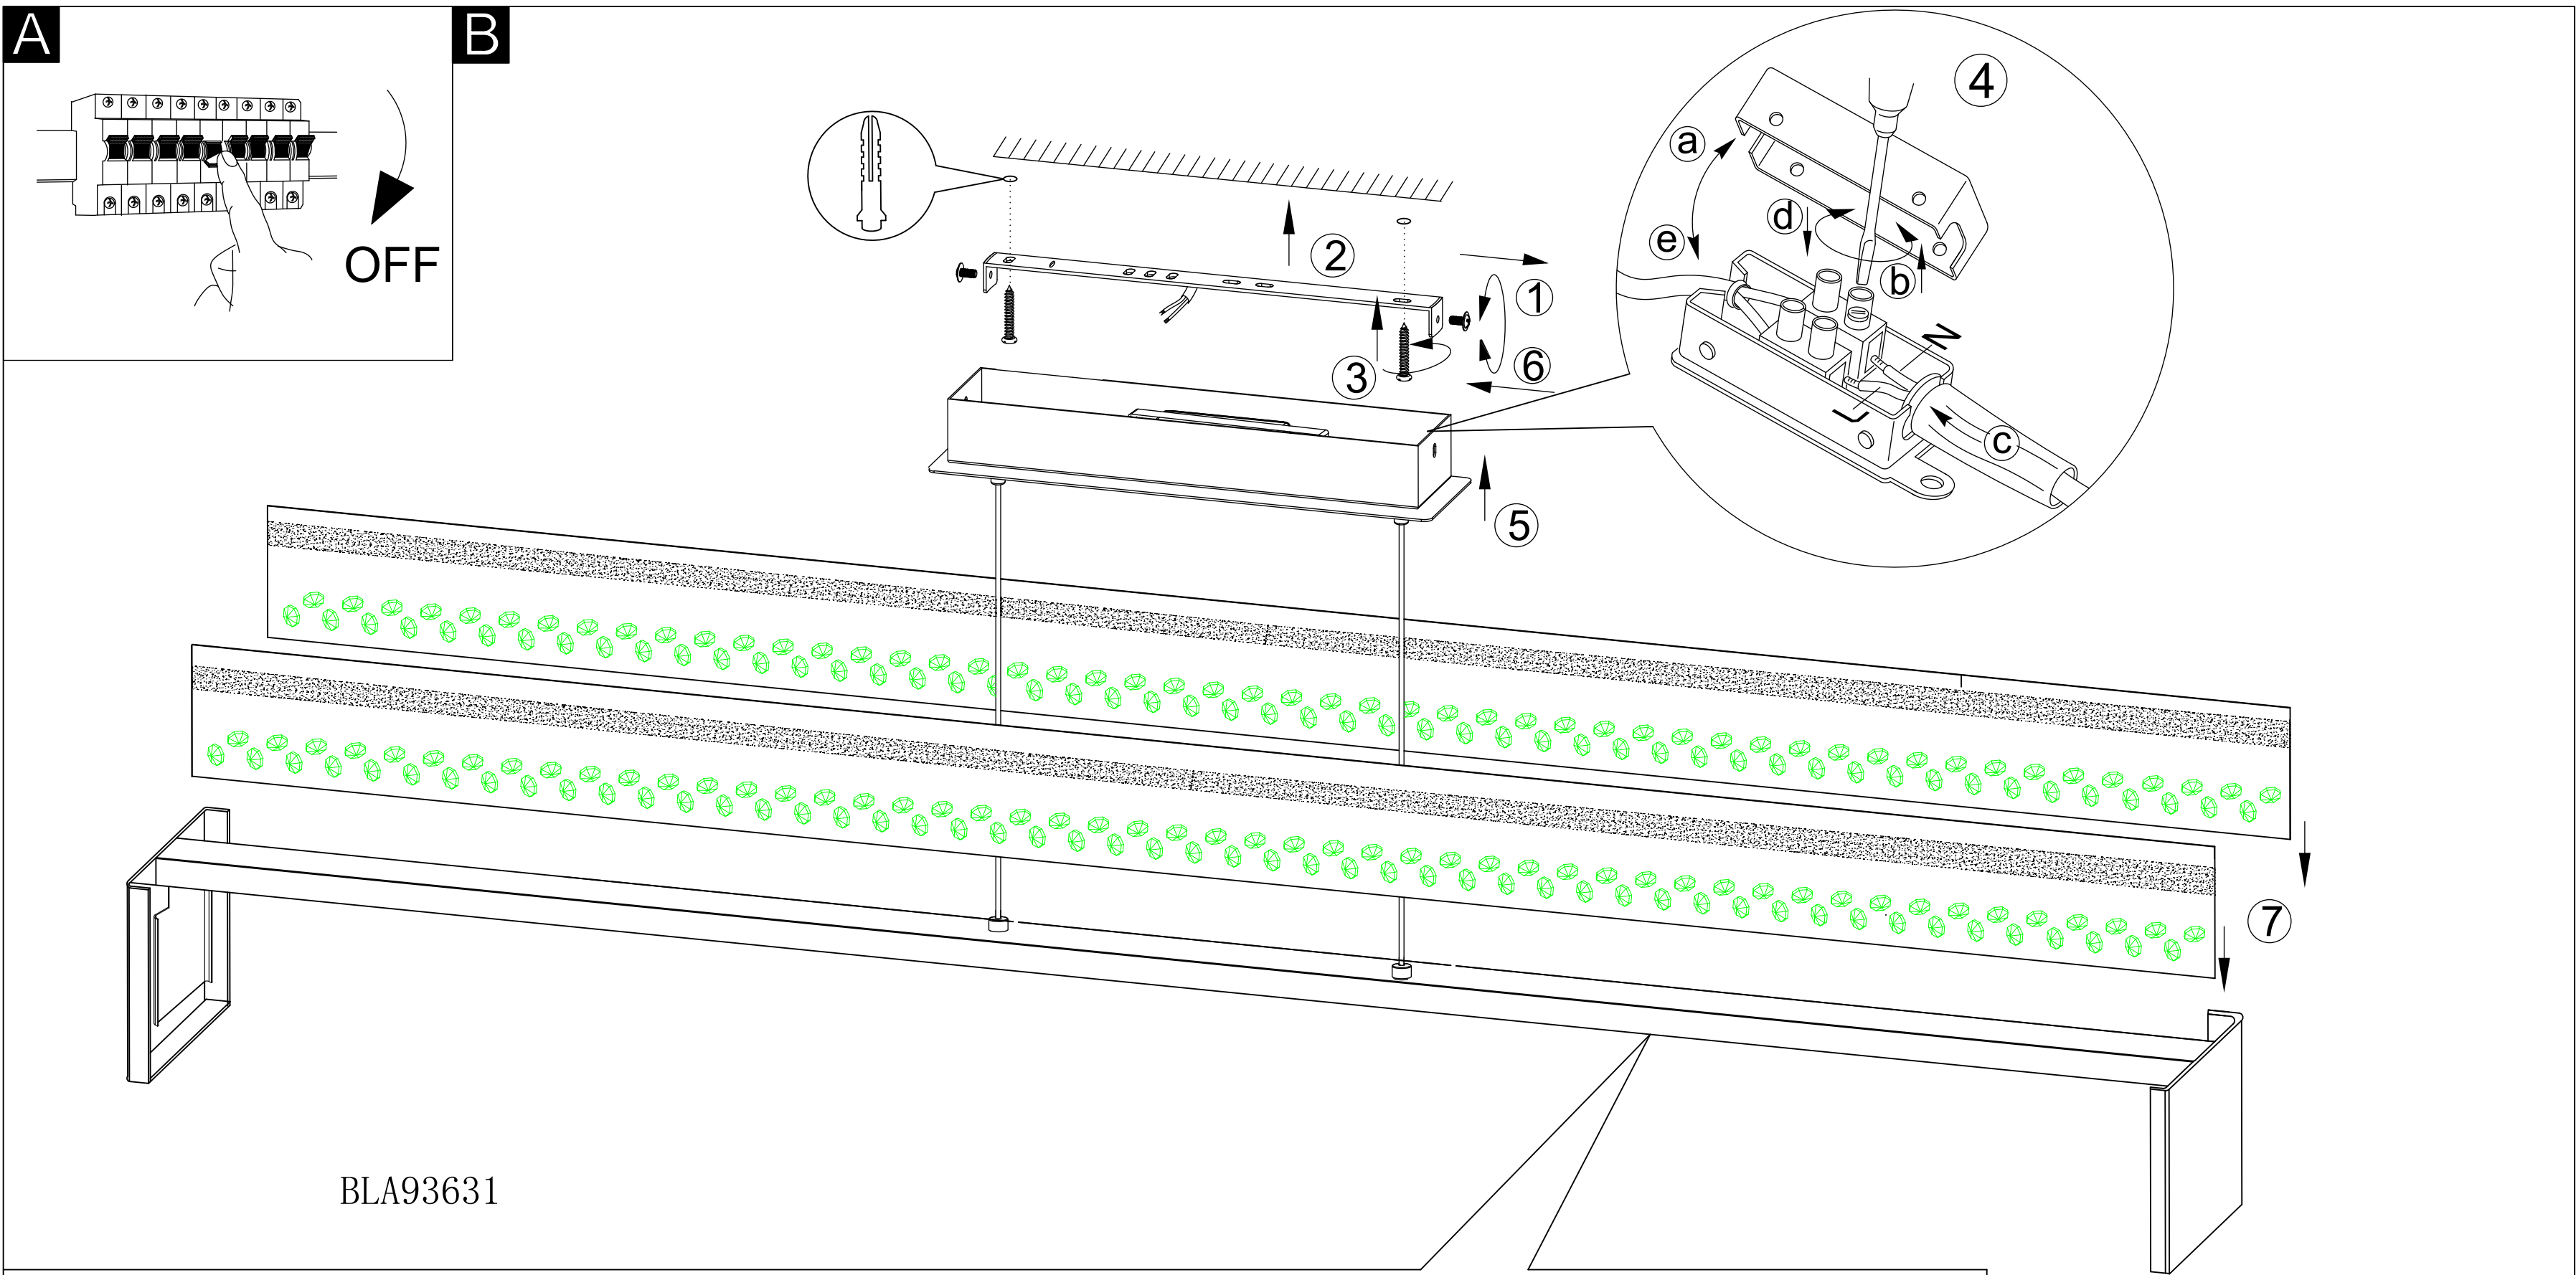 A
B
OFF
④
ⓐ
ⓓ
ⓔ
ⓑ
②
①
③
⑥
N
L
ⓒ
⑤
⑦
BLA93631